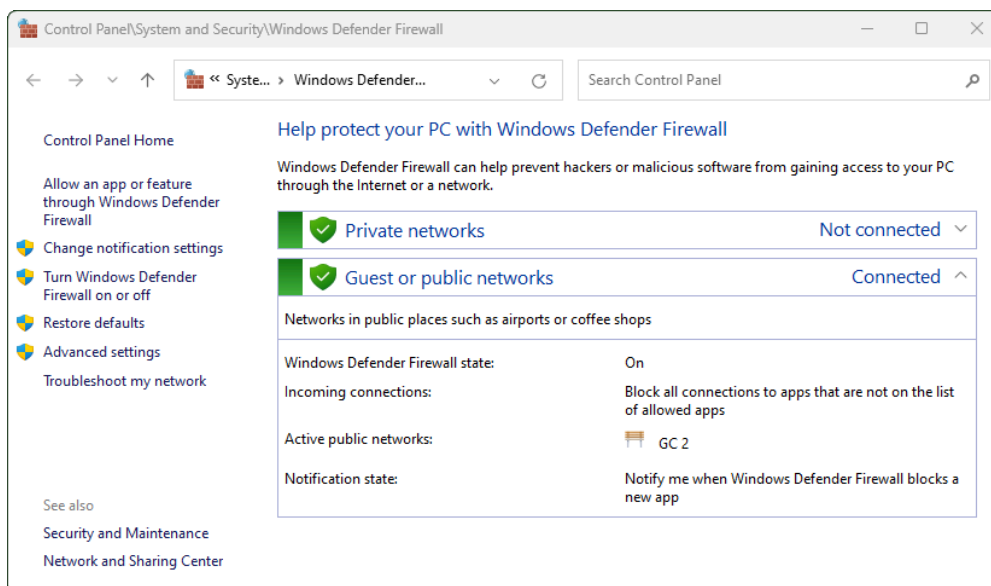 Control Panel\System and Security\Windows Defender Firewall
« Syste... › Windows Defender...
Search Control Panel
Control Panel Home
Allow an app or feature
through Windows Defender
Firewall
Change notification settings
Turn Windows Defender
Firewall on or off
Restore defaults
Advanced settings
Troubleshoot my network
See also
Security and Maintenance
Network and Sharing Center
Help protect your PC with Windows Defender Firewall
Windows Defender Firewall can help prevent hackers or malicious software from gaining access to your PC
through the Internet or a network.
Private networks Not connected
Guest or public networks Connected
Networks in public places such as airports or coffee shops
Windows Defender Firewall state: On
Incoming connections: Block all connections to apps that are not on the list
of allowed apps
Active public networks: GC 2
Notification state: Notify me when Windows Defender Firewall blocks a
new app